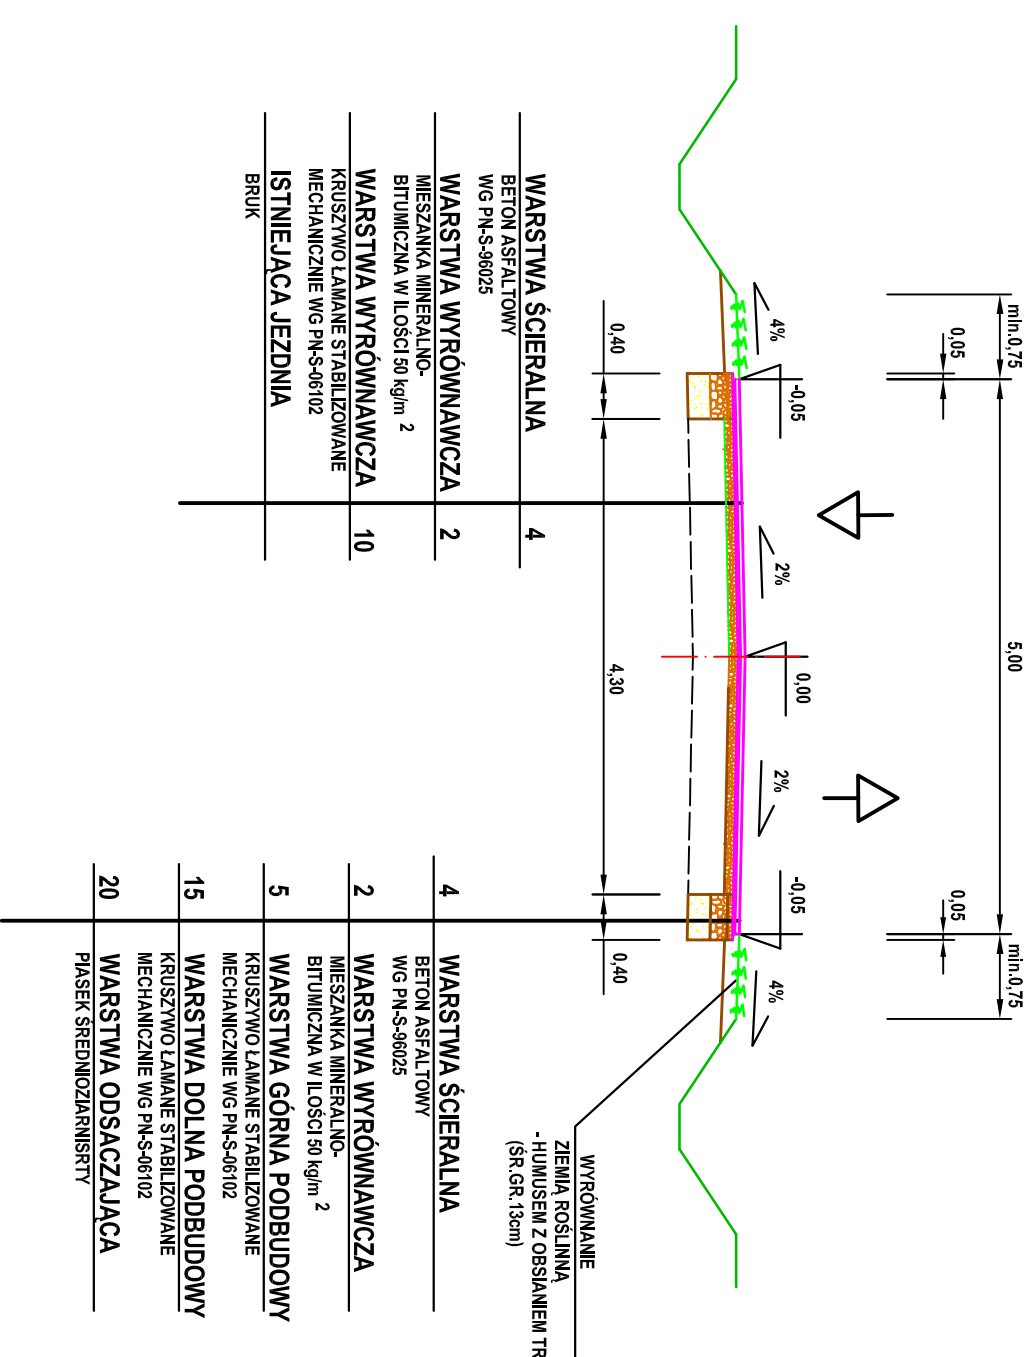 min.0,75
5,00
min.0,75
0,05
0,05
4%
-0,05
2%
0,00
2%
-0,05
4%
0,40
4,30
0,40
WARSTWA ŚCIERALNA 4
BETON ASFALTOWY
WG PN-S-96025
WARSTWA WYRÓWNAWCZA 2
MIESZANKA MINERALNO-
BITUMICZNA W ILOŚCI 50 kg/m 2
WARSTWA WYRÓWNAWCZA 10
KRUSZYWO ŁAMANE STABILIZOWANE
MECHANICZNIE WG PN-S-06102
ISTNIEJĄCA JEZDNIA
BRUK
WYRÓWNANIE
ZIEMIĄ ROŚLINNĄ
- HUMUSEM Z OBSIANIEM TR
(ŚR.GR.13cm)
4 WARSTWA ŚCIERALNA
BETON ASFALTOWY
WG PN-S-96025
2 WARSTWA WYRÓWNAWCZA
MIESZANKA MINERALNO-
BITUMICZNA W ILOŚCI 50 kg/m 2
5 WARSTWA GÓRNA PODBUDOWY
KRUSZYWO ŁAMANE STABILIZOWANE
MECHANICZNIE WG PN-S-06102
15 WARSTWA DOLNA PODBUDOWY
KRUSZYWO ŁAMANE STABILIZOWANE
MECHANICZNIE WG PN-S-06102
20 WARSTWA ODSĄCZAJĄCA
PIASEK ŚREDNIOZIARNISRTY